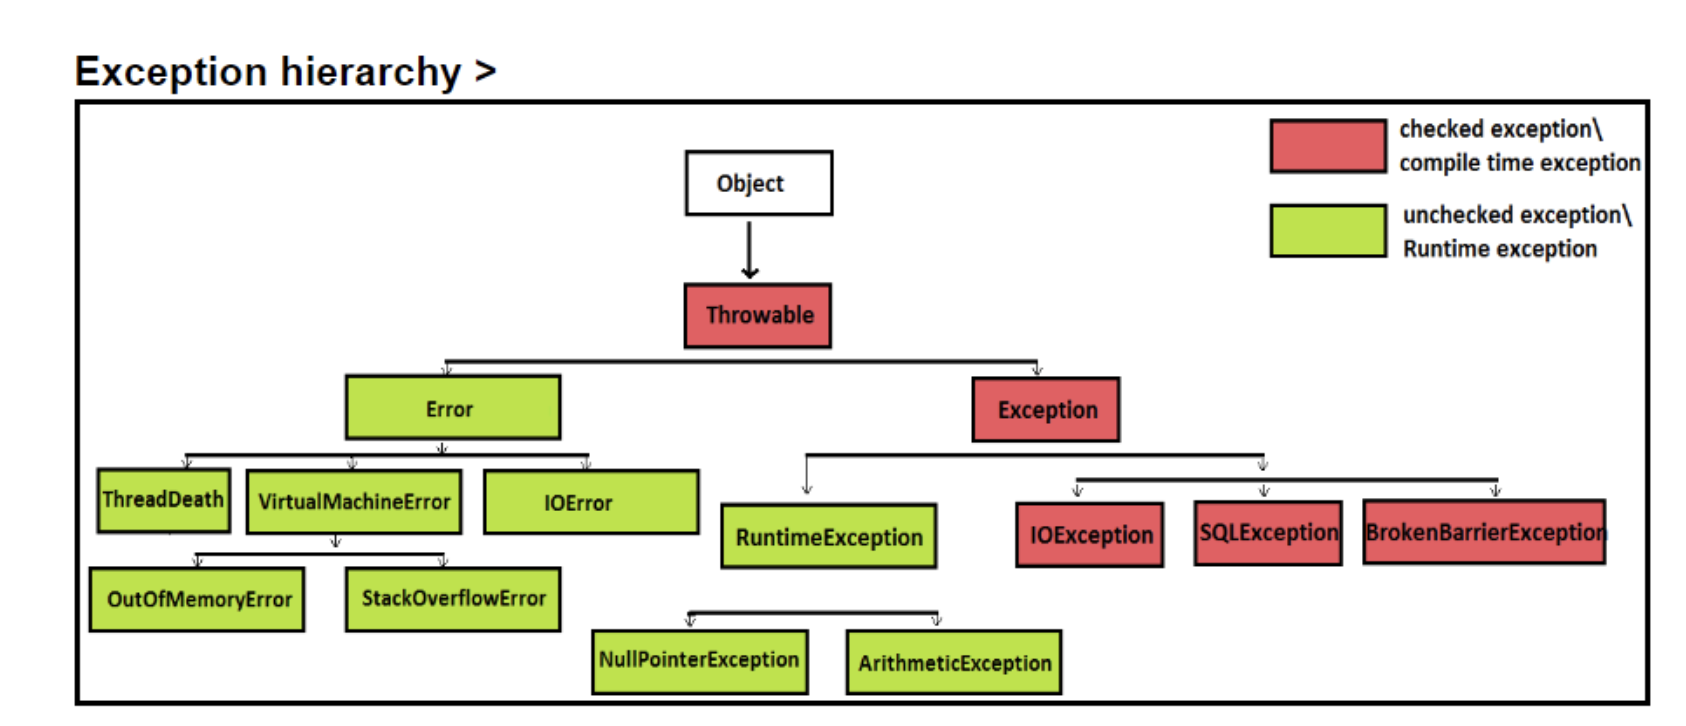 Exception hierarchy >
checked exception\
compile time exception
unchecked exception\
Runtime exception
Object
Throwable
Error
Exception
ThreadDeath
VirtualMachineError
IOError
RuntimeException
IOException
SQLException
BrokenBarrierException
OutOfMemoryError
StackOverflowError
NullPointerException
ArithmeticException